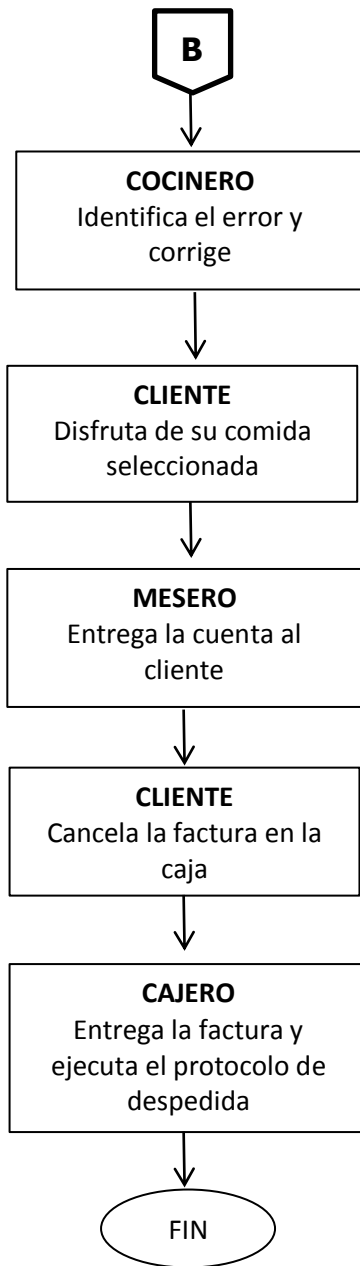 B
COCINERO
Identifica el error y
corrige
CLIENTE
Disfruta de su comida
seleccionada
MESERO
Entrega la cuenta al
cliente
CLIENTE
Cancela la factura en la
caja
CAJERO
Entrega la factura y
ejecuta el protocolo de
despedida
FIN